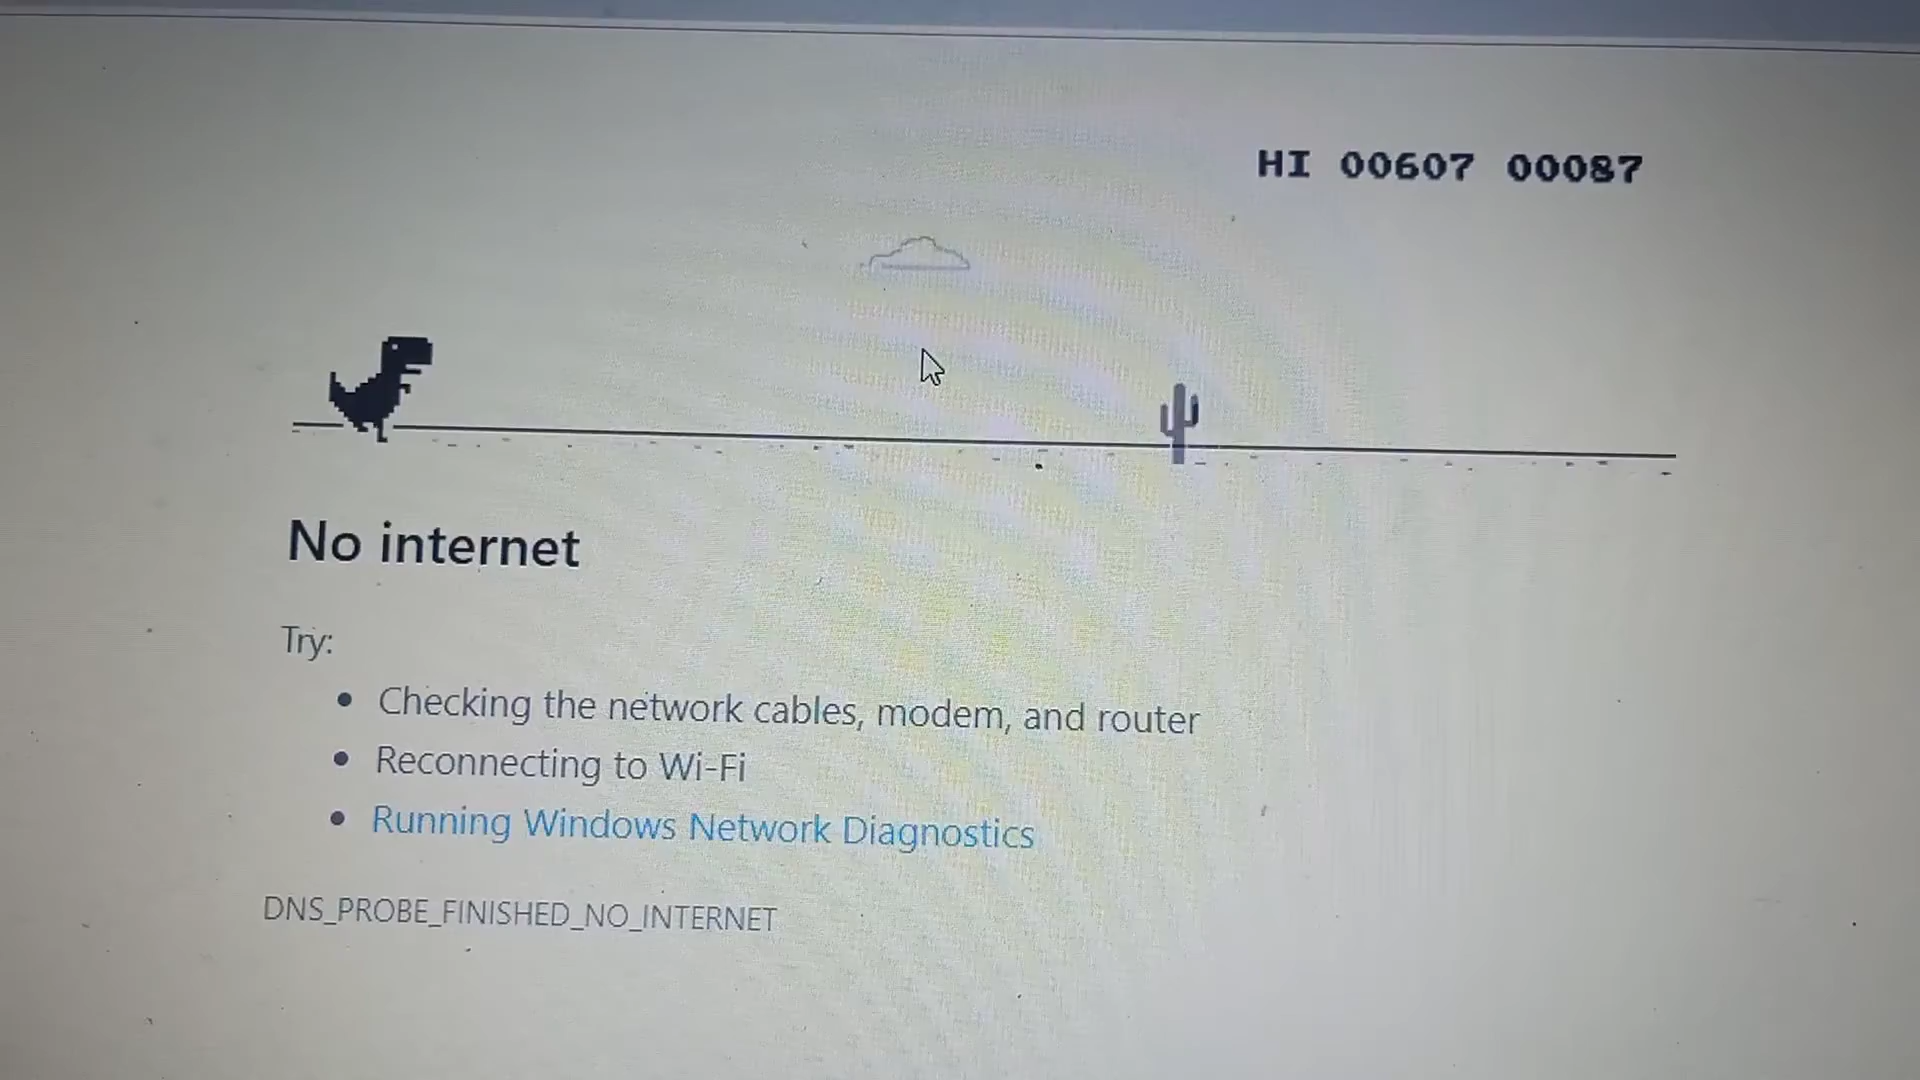 HI 00607 00087
No internet
Try:
• Checking the network cables, modem, and router
• Reconnecting to Wi-Fi
• Running Windows Network Diagnostics
DNS_PROBE_FINISHED_NO_INTERNET